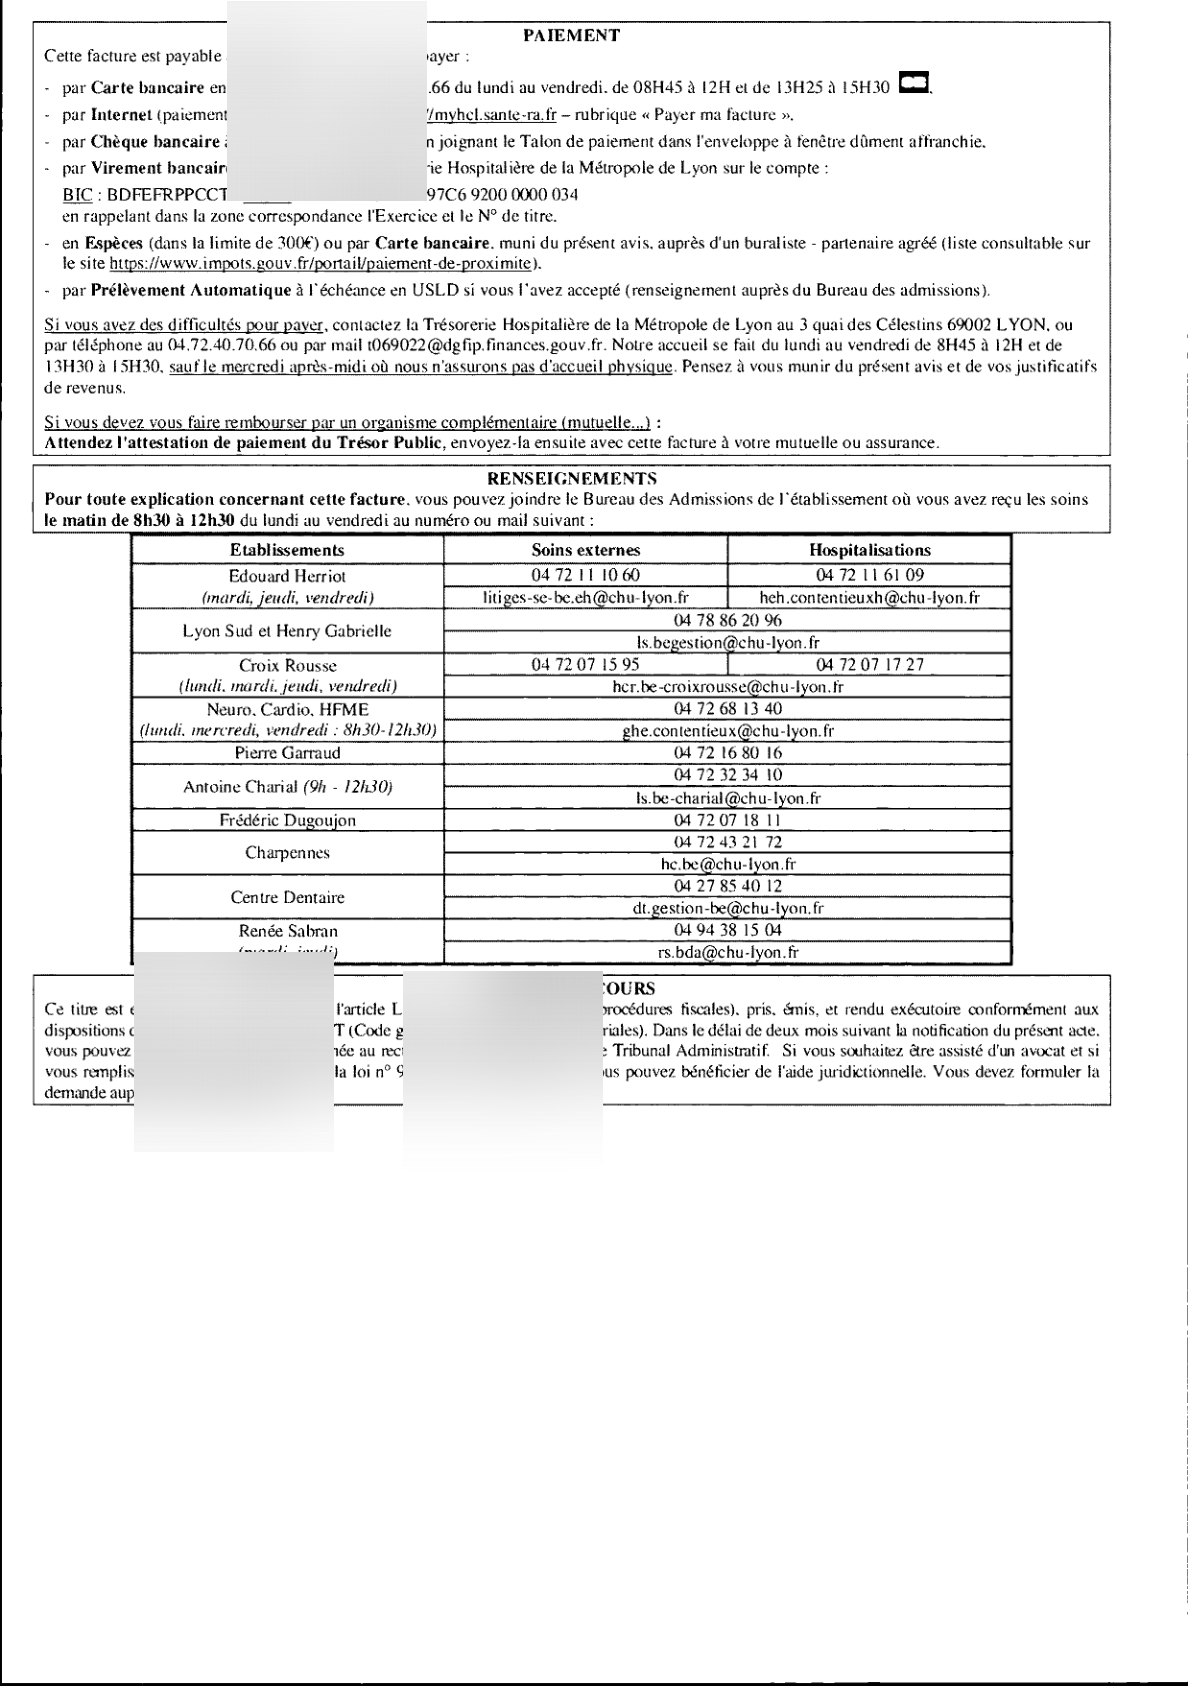 PAIEMENT
Cette facture est payable ayer :
- par Carte bancaire en .66 du lundi au vendredi, de 08H45 à 12H et de 13H25 à 15H30
- par Internet (paiement /myhcl.sante-ra.fr – rubrique « Payer ma facture ».
- par Chèque bancaire n joignant le Talon de paiement dans l'enveloppe à fenêtre dûment affranchie.
- par Virement bancair ie Hospitalière de la Métropole de Lyon sur le compte :
BIC : BDFEFRPPCCT 97C6 9200 0000 034
en rappelant dans la zone correspondance l'Exercice et le N° de titre.
- en Espèces (dans la limite de 300€) ou par Carte bancaire, muni du présent avis, auprès d'un buraliste - partenaire agréé (liste consultable sur
le site https://www.impots.gouv.fr/portail/paiement-de-proximite).
- par Prélèvement Automatique à l'échéance en USLD si vous l'avez accepté (renseignement auprès du Bureau des admissions).
Si vous avez des difficultés pour payer, contactez la Trésorerie Hospitalière de la Métropole de Lyon au 3 quai des Célestins 69002 LYON, ou
par téléphone au 04.72.40.70.66 ou par mail t069022@dgfip.finances.gouv.fr. Notre accueil se fait du lundi au vendredi de 8H45 à 12H et de
13H30 à 15H30, sauf le mercredi après-midi où nous n'assurons pas d'accueil physique. Pensez à vous munir du présent avis et de vos justificatifs
de revenus.
Si vous devez vous faire rembourser par un organisme complémentaire (mutuelle...) :
Attendez l'attestation de paiement du Trésor Public, envoyez-la ensuite avec cette facture à votre mutuelle ou assurance.
RENSEIGNEMENTS
Pour toute explication concernant cette facture, vous pouvez joindre le Bureau des Admissions de l'établissement où vous avez reçu les soins
le matin de 8h30 à 12h30 du lundi au vendredi au numéro ou mail suivant :
Etablissements Soins externes Hospitalisations
Edouard Herriot 04 72 11 10 60 04 72 11 61 09
(mardi, jeudi, vendredi) litiges-se-be.eh@chu-lyon.fr heh.contentieuxh@chu-lyon.fr
Lyon Sud et Henry Gabrielle 04 78 86 20 96
ls.begestion@chu-lyon.fr
Croix Rousse 04 72 07 15 95 04 72 07 17 27
(lundi, mardi, jeudi, vendredi) hcr.be-croixrousse@chu-lyon.fr
Neuro, Cardio, HFME 04 72 68 13 40
(lundi, mercredi, vendredi : 8h30-12h30) ghe.contentieux@chu-lyon.fr
Pierre Garraud 04 72 16 80 16
Antoine Charial (9h - 12h30) 04 72 32 34 10
ls.be-charial@chu-lyon.fr
Frédéric Dugoujon 04 72 07 18 11
Charpennes 04 72 43 21 72
hc.be@chu-lyon.fr
Centre Dentaire 04 27 85 40 12
dt.gestion-be@chu-lyon.fr
Renée Sabran 04 94 38 15 04
rs.bda@chu-lyon.fr
COURS
Ce titre est l'article L rocédures fiscales), pris, émis, et rendu exécutoire conformément aux
dispositions T (Code g riales). Dans le délai de deux mois suivant la notification du présent acte,
vous pouvez née au rec Tribunal Administratif. Si vous souhaitez être assisté d'un avocat et si
vous remplis la loi n° 9 us pouvez bénéficier de l'aide juridictionnelle. Vous devez formuler la
demande aup